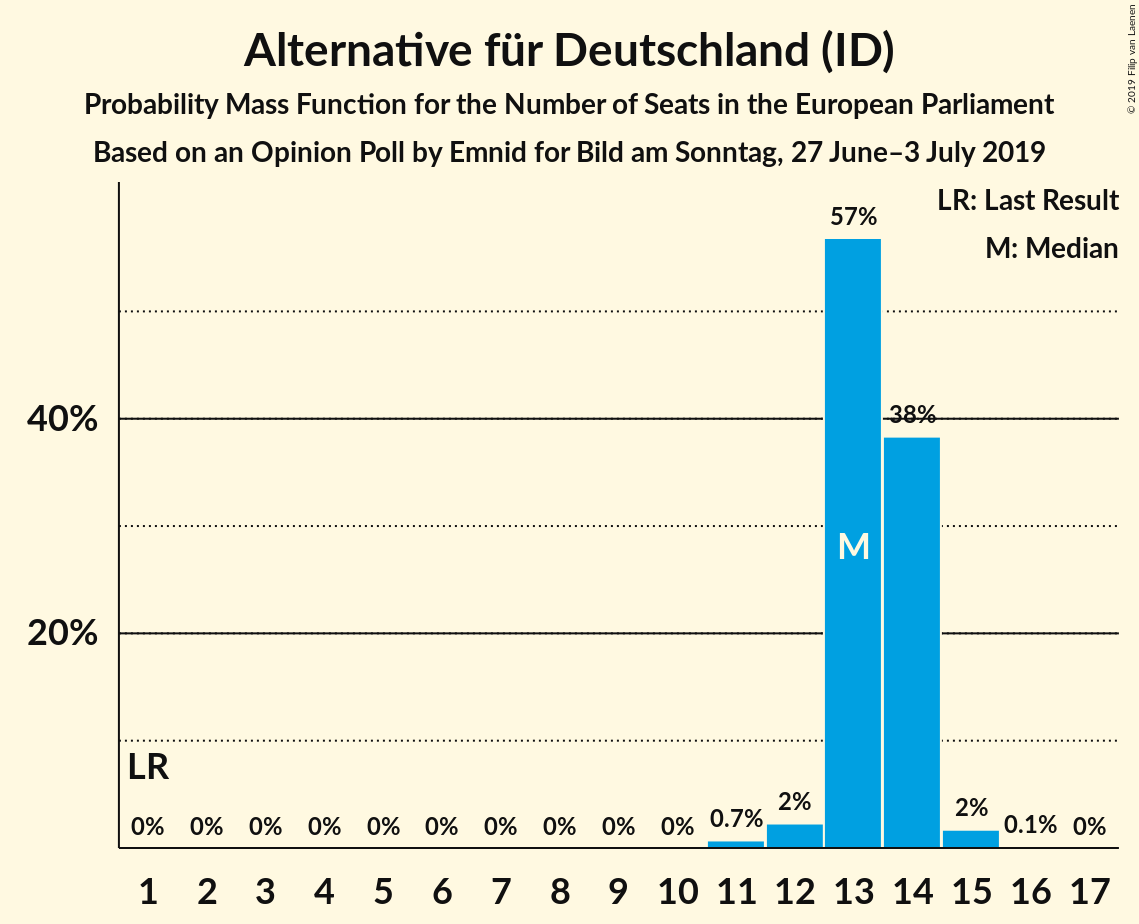 Alternative für Deutschland (ID)
Probability Mass Function for the Number of Seats in the European Parliament
Based on an Opinion Poll by Emnid for Bild am Sonntag, 27 June–3 July 2019
© 2019 Filip van Laenen
LR: Last Result
M: Median
57%
40%
38%
M
20%
LR
0% 0% 0% 0% 0% 0% 0% 0% 0% 0% 0.7% 2% 2% 0.1% 0%
1 2 3 4 5 6 7 8 9 10 11 12 13 14 15 16 17